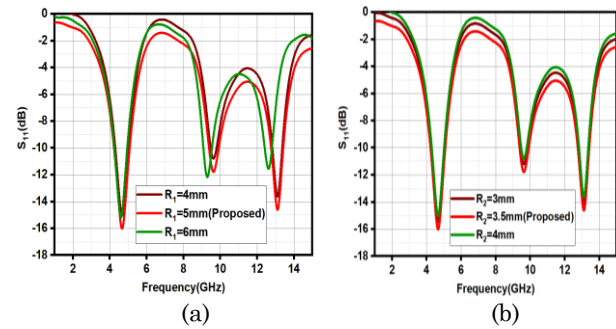 0
-2
-4
-6
-8
-10
-12
-14
-16
-18
S11(dB)
R1=4mm
R1=5mm(Proposed)
R1=6mm
2 4 6 8 10 12 14
Frequency(GHz)
(a)
0
-2
-4
-6
-8
-10
-12
-14
-16
-18
S11(dB)
R2=3mm
R2=3.5mm(Proposed)
R2=4mm
2 4 6 8 10 12 14
Frequency(GHz)
(b)